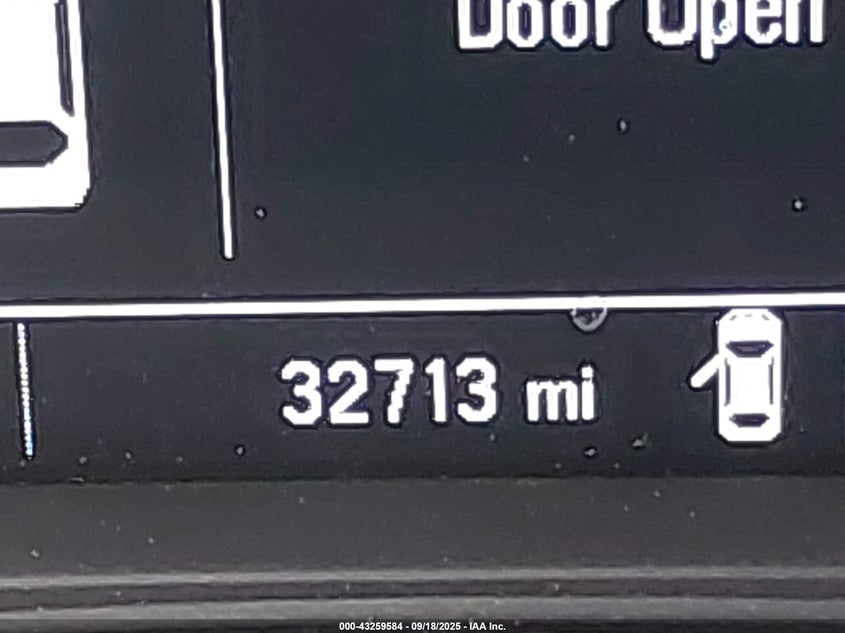 Door Open
32713 mi
000-43259584 - 09/18/2025 - IAA Inc.